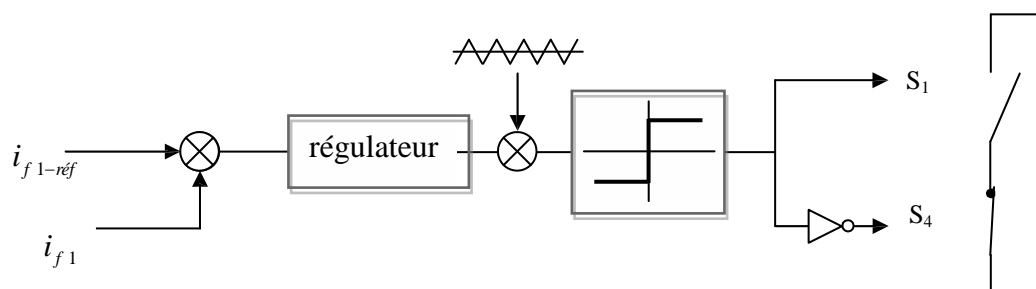 régulateur
S₁
i f 1−réf
S₄
i f 1